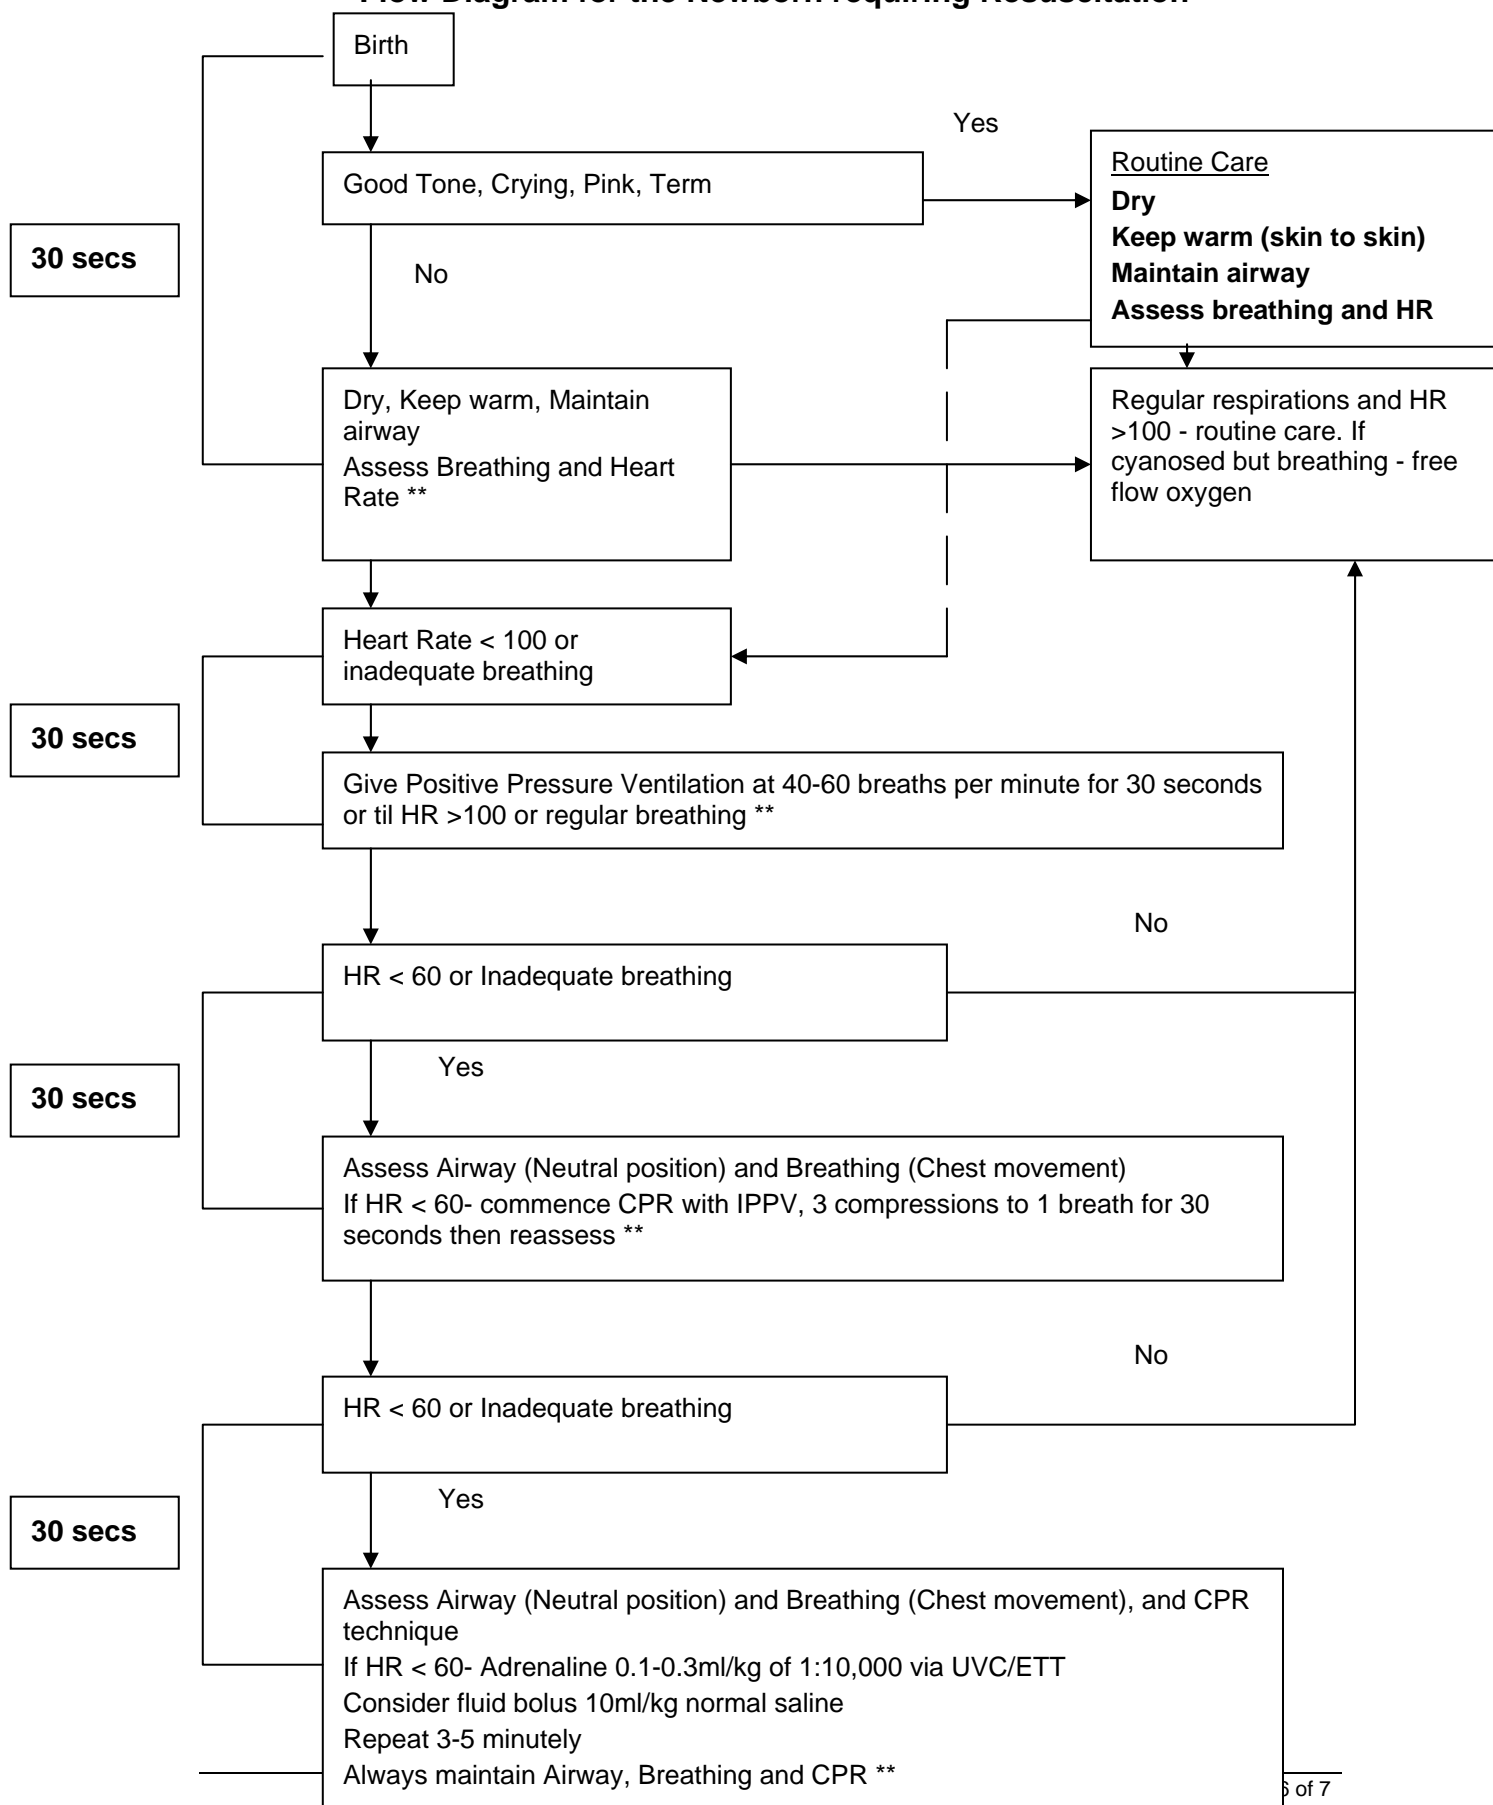 Flow Diagram for the Newborn requiring Resuscitation
Birth
Yes
Good Tone, Crying, Pink, Term
Routine Care
Dry
Keep warm (skin to skin)
Maintain airway
Assess breathing and HR
30 secs
No
Dry, Keep warm, Maintain
airway
Assess Breathing and Heart
Rate **
Regular respirations and HR
>100 - routine care. If
cyanosed but breathing - free
flow oxygen
Heart Rate < 100 or
inadequate breathing
30 secs
Give Positive Pressure Ventilation at 40-60 breaths per minute for 30 seconds
or til HR >100 or regular breathing **
No
HR < 60 or Inadequate breathing
Yes
30 secs
Assess Airway (Neutral position) and Breathing (Chest movement)
If HR < 60- commence CPR with IPPV, 3 compressions to 1 breath for 30
seconds then reassess **
No
HR < 60 or Inadequate breathing
Yes
30 secs
Assess Airway (Neutral position) and Breathing (Chest movement), and CPR
technique
If HR < 60- Adrenaline 0.1-0.3ml/kg of 1:10,000 via UVC/ETT
Consider fluid bolus 10ml/kg normal saline
Repeat 3-5 minutely
Always maintain Airway, Breathing and CPR **
6 of 7